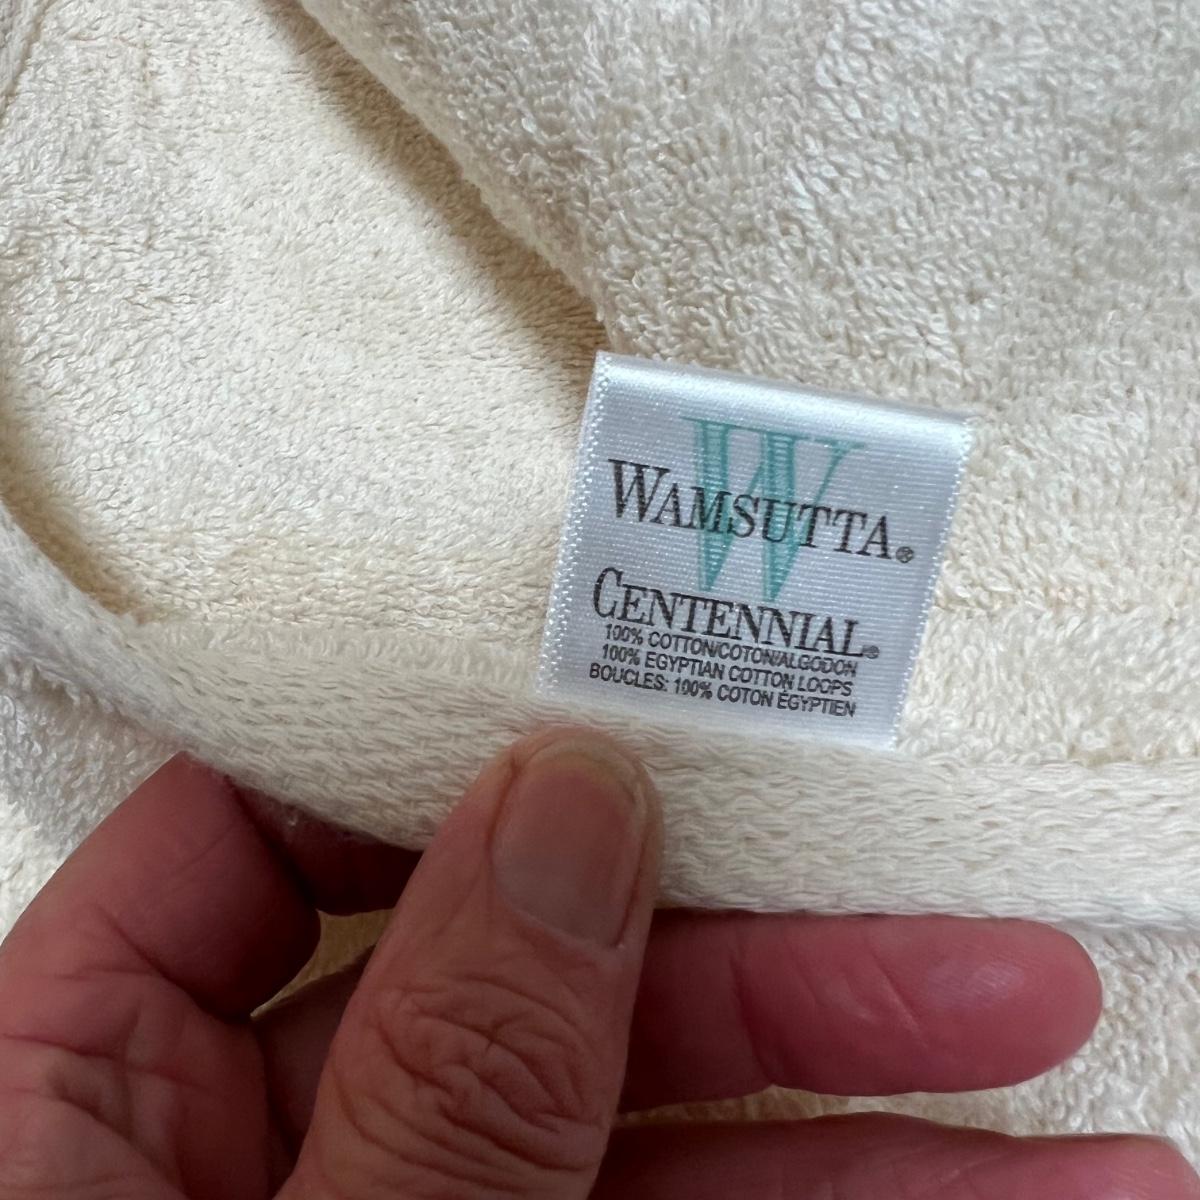 W
WAMSUTTA®
CENTENNIAL®
100% COTTON/COTON/ALGODON
100% EGYPTIAN COTTON LOOPS
BOUCLES: 100% COTON ÉGYPTIEN